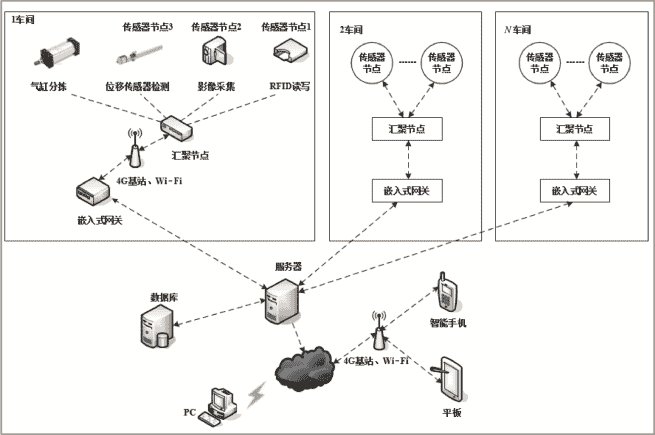 1车间
传感器节点3
传感器节点2
传感器节点1
气缸分拣
位移传感器检测
影像采集
RFID读写
汇聚节点
4G基站、Wi-Fi
嵌入式网关
2车间
传感器
节点
......
传感器
节点
汇聚节点
嵌入式网关
N车间
传感器
节点
......
传感器
节点
汇聚节点
嵌入式网关
服务器
数据库
智能手机
4G基站、Wi-Fi
PC
平板